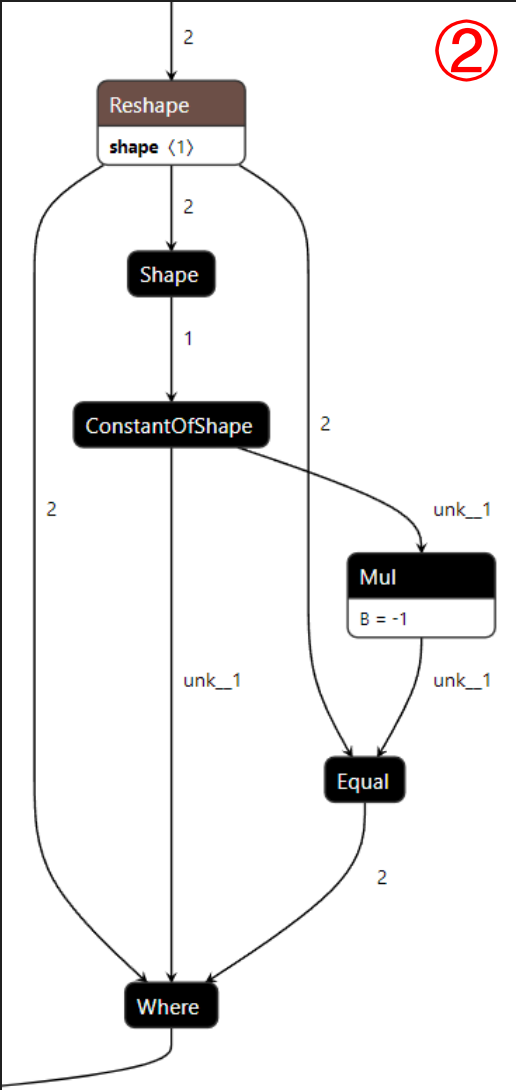 2
②
Reshape
shape ⟨1⟩
2
Shape
1
ConstantOfShape
2
2
unk__1
Mul
B = -1
unk__1
unk__1
Equal
2
Where